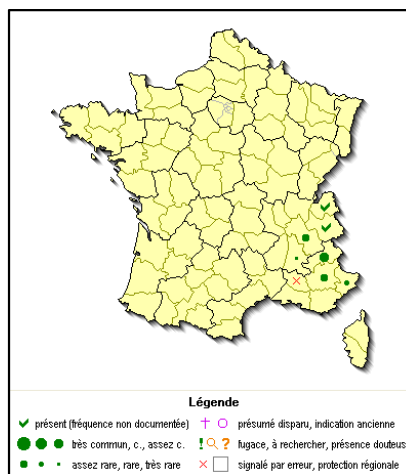 Légende
présent (fréquence non documentée) présumé disparu, indication ancienne
très commun, c., assez c. fugace, à rechercher, présence douteus
assez rare, rare, très rare signalé par erreur, protection régionale